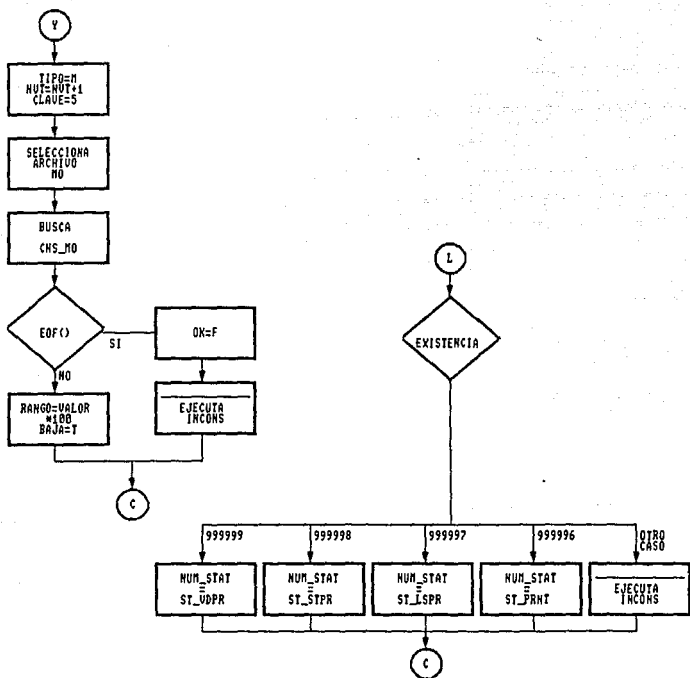 Y
TIPO=M
NVT=NVT+1
CLAVE=5
SELECCIONA
ARCHIVO
MO
BUSCA
CNS_MO
EOF()
SI
NO
OK=F
RANGO=VALOR
*100
BAJA=T
EJECUTA
INCONS
C
L
EXISTENCIA
999999
999998
999997
999996
OTRO
CASO
NUM_STAT
=
ST_VDPR
NUM_STAT
=
ST_STPR
NUM_STAT
=
ST_LSPR
NUM_STAT
=
ST_PRNT
EJECUTA
INCONS
C